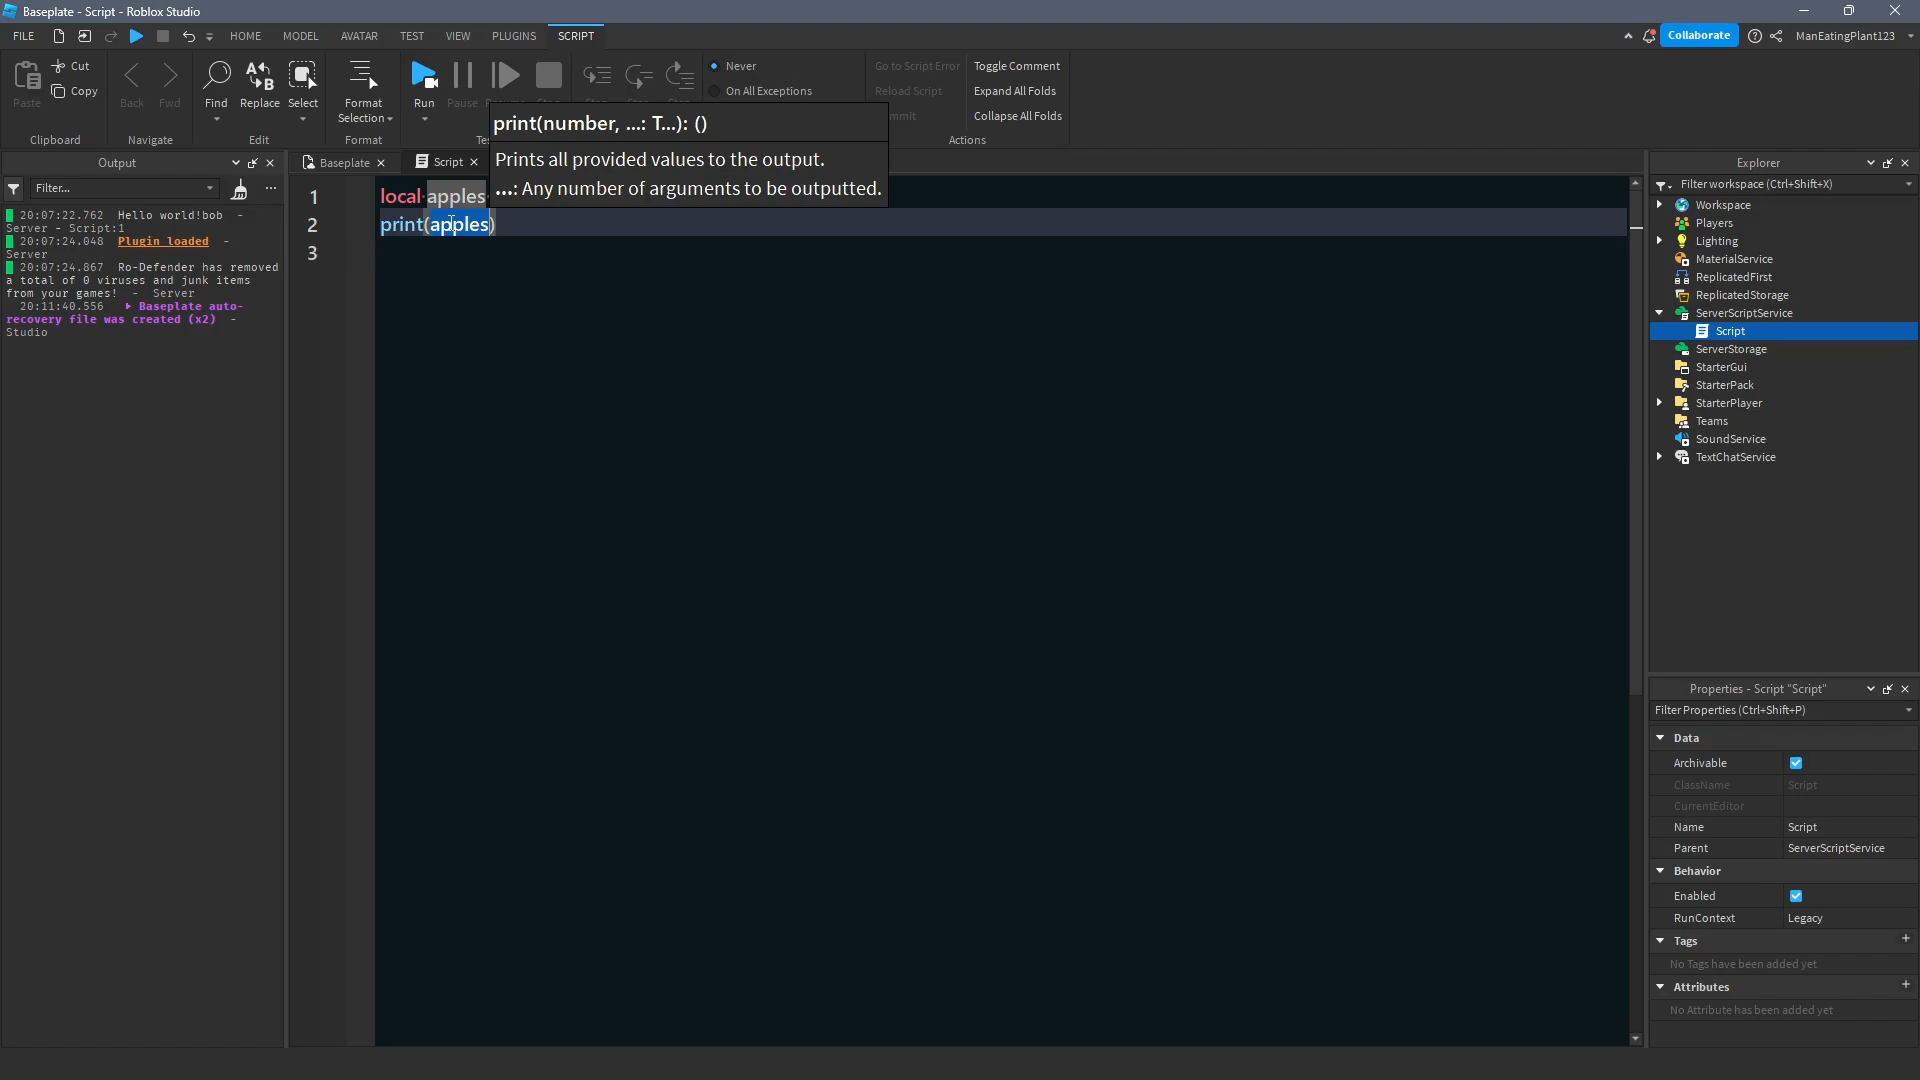 Baseplate - Script - Roblox Studio
FILE HOME MODEL AVATAR TEST VIEW PLUGINS SCRIPT Collaborate ManEatingPlant123
Paste Cut Copy Back Fwd Find Replace Select Format Selection Run Pause
Never
On All Exceptions
Go to Script Error
Reload Script
Toggle Comment
Expand All Folds
Collapse All Folds
Clipboard Navigate Edit Format Actions
print(number, ...: T...): ()
Prints all provided values to the output.
...: Any number of arguments to be outputted.
Output
Filter...
20:07:22.762 Hello world!bob -
Server - Script:1
20:07:24.048 Plugin loaded -
Server
20:07:24.867 Ro-Defender has removed
a total of 0 viruses and junk items
from your games! - Server
20:11:40.556 ▶ Baseplate auto-
recovery file was created (x2) -
Studio
Baseplate Script
1 local apples
2 print(apples)
3
Explorer
Filter workspace (Ctrl+Shift+X)
Workspace
Players
Lighting
MaterialService
ReplicatedFirst
ReplicatedStorage
ServerScriptService
Script
ServerStorage
StarterGui
StarterPack
StarterPlayer
Teams
SoundService
TextChatService
Properties - Script "Script"
Filter Properties (Ctrl+Shift+P)
Data
Archivable
ClassName Script
CurrentEditor
Name Script
Parent ServerScriptService
Behavior
Enabled
RunContext Legacy
Tags
No Tags have been added yet
Attributes
No Attribute has been added yet